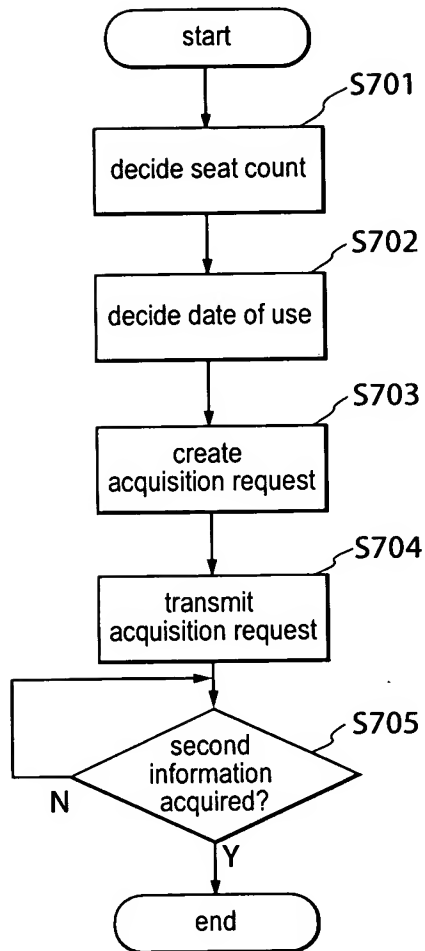 start
S701
decide seat count
S702
decide date of use
S703
create
acquisition request
S704
transmit
acquisition request
S705
second
information
acquired?
N
Y
end